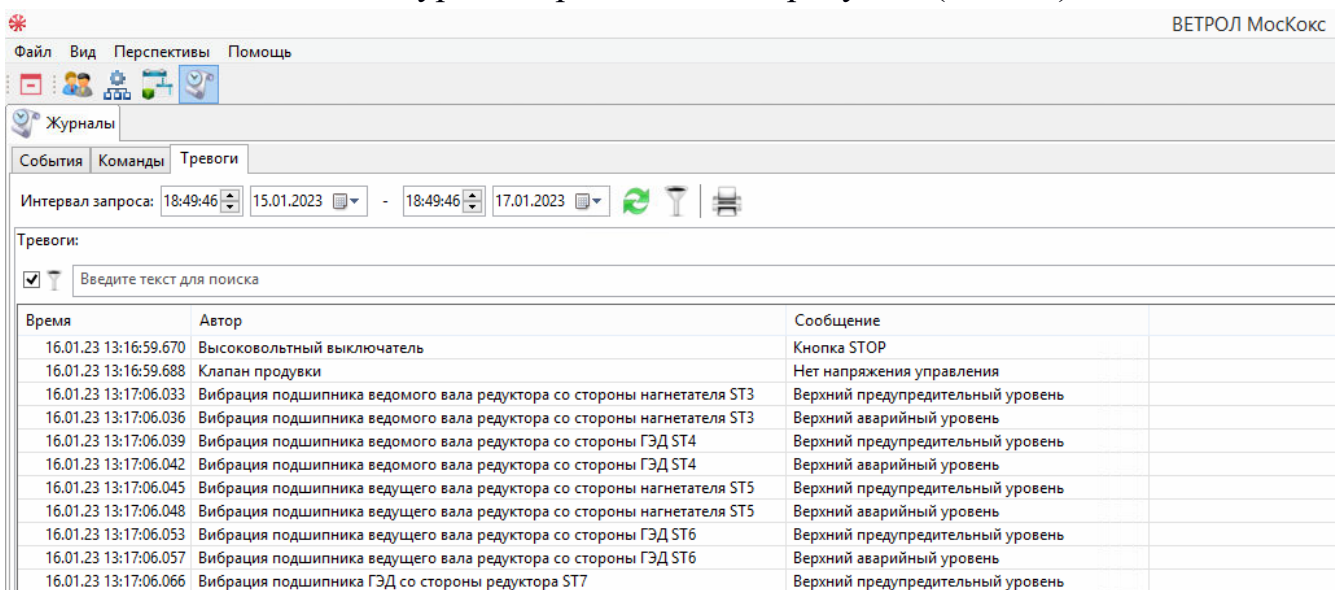 ВЕТРОЛ МосКокс
Файл Вид Перспективы Помощь
Журналы
События Команды Тревоги
Интервал запроса: 18:49:46 15.01.2023 - 18:49:46 17.01.2023
Тревоги:
Введите текст для поиска
Время Автор Сообщение
16.01.23 13:16:59.670 Высоковольтный выключатель Кнопка STOP
16.01.23 13:16:59.688 Клапан продувки Нет напряжения управления
16.01.23 13:17:06.033 Вибрация подшипника ведомого вала редуктора со стороны нагнетателя ST3 Верхний предупредительный уровень
16.01.23 13:17:06.036 Вибрация подшипника ведомого вала редуктора со стороны нагнетателя ST3 Верхний аварийный уровень
16.01.23 13:17:06.039 Вибрация подшипника ведомого вала редуктора со стороны ГЭД ST4 Верхний предупредительный уровень
16.01.23 13:17:06.042 Вибрация подшипника ведомого вала редуктора со стороны ГЭД ST4 Верхний аварийный уровень
16.01.23 13:17:06.045 Вибрация подшипника ведущего вала редуктора со стороны нагнетателя ST5 Верхний предупредительный уровень
16.01.23 13:17:06.048 Вибрация подшипника ведущего вала редуктора со стороны нагнетателя ST5 Верхний аварийный уровень
16.01.23 13:17:06.053 Вибрация подшипника ведущего вала редуктора со стороны ГЭД ST6 Верхний предупредительный уровень
16.01.23 13:17:06.057 Вибрация подшипника ведущего вала редуктора со стороны ГЭД ST6 Верхний аварийный уровень
16.01.23 13:17:06.066 Вибрация подшипника ГЭД со стороны редуктора ST7 Верхний предупредительный уровень